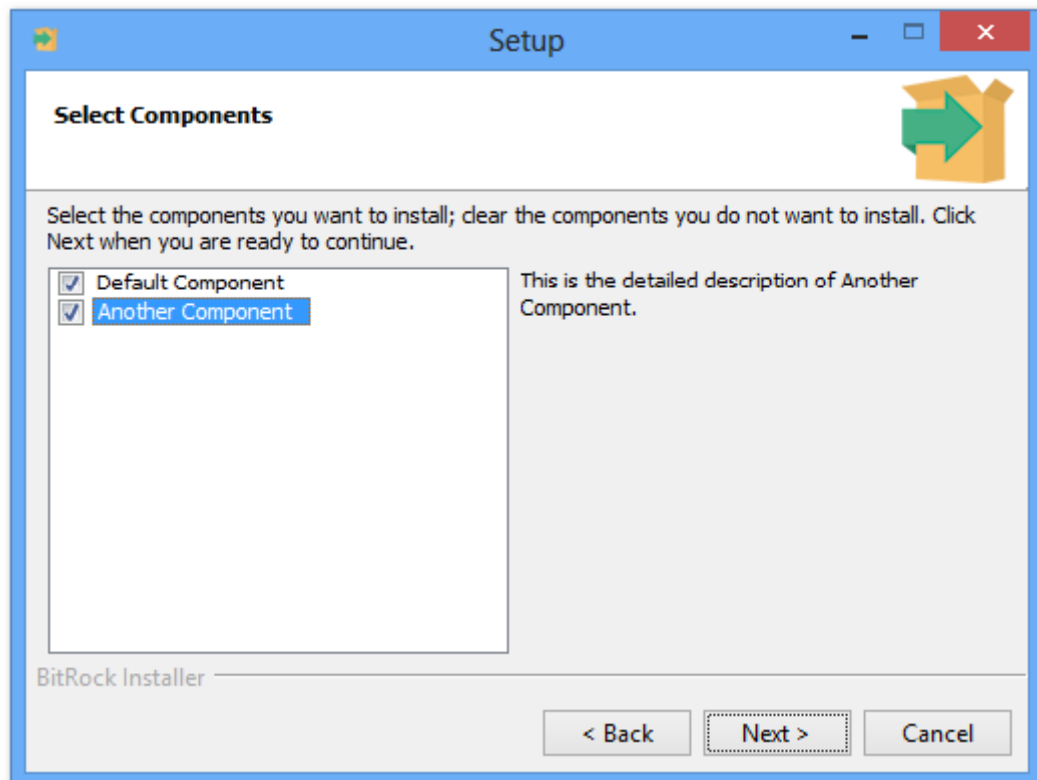 Setup
Select Components
Select the components you want to install; clear the components you do not want to install. Click
Next when you are ready to continue.
Default Component
Another Component
This is the detailed description of Another
Component.
BitRock Installer
< Back
Next >
Cancel